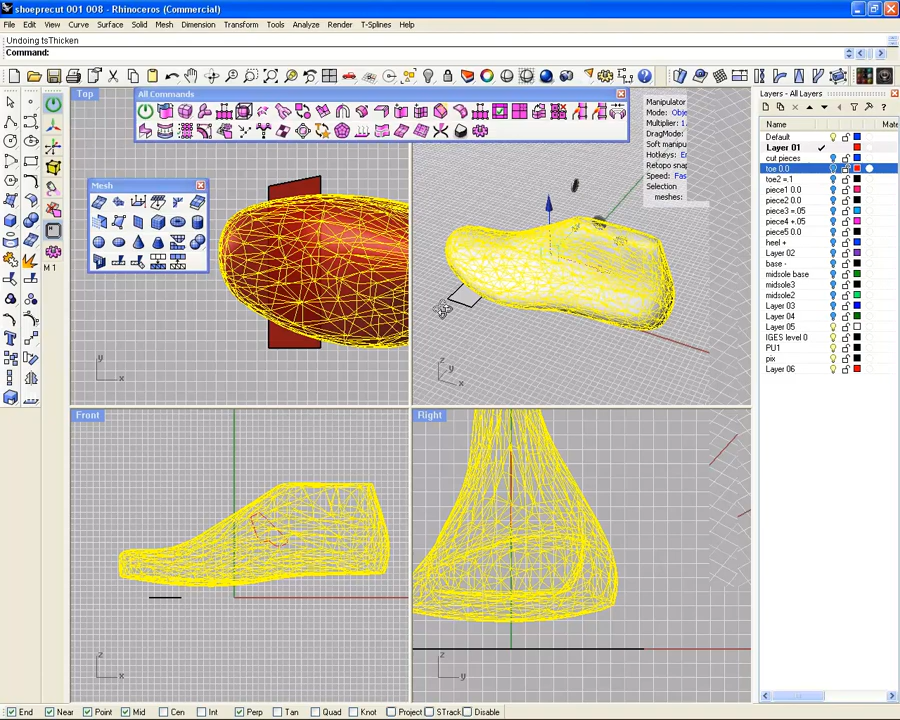 shoeprecut 001 008 - Rhinoceros (Commercial)
File Edit View Curve Surface Solid Mesh Dimension Transform Tools Analyze Render T-Splines Help
Undoing tsThicken
Command:
Top
All Commands
Manipulator
Mode: Obje
Multiplier: 1.
DragMode:
Soft manipu
Hotkeys: E
Retopo snap
Speed: Fas
Selection
meshes:
Mesh
M 1
y
x
z
y
x
Front
z
x
Right
z
y
Layers - All Layers
Name Mate
Default
Layer 01
cut pieces
toe 0.0
toe2 =.1
piece1 0.0
piece2 0.0
piece3 =.05
piece4 +.05
piece5 0.0
heel +
Layer 02
base -
midsole base
midsole3
midsole2
Layer 03
Layer 04
Layer 05
IGES level 0
PU1
pix
Layer 06
End Near Point Mid Cen Int Perp Tan Quad Knot Project STrack Disable